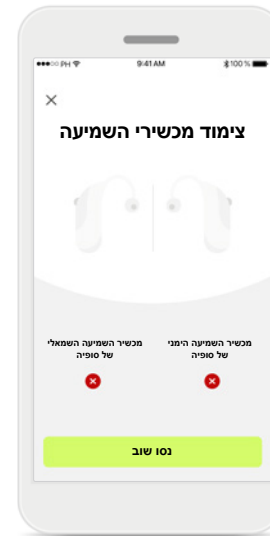 PH 9:41 AM 100 %
צימוד מכשירי השמיעה
מכשיר השמיעה הימני
של סופיה
מכשיר השמיעה השמאלי
של סופיה
נסו שוב